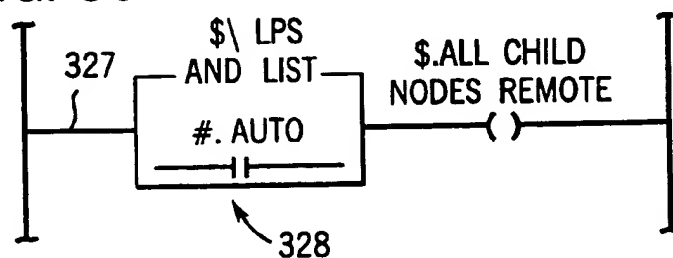 $\ LPS
AND LIST
327
$.ALL CHILD
NODES REMOTE
#. AUTO
328